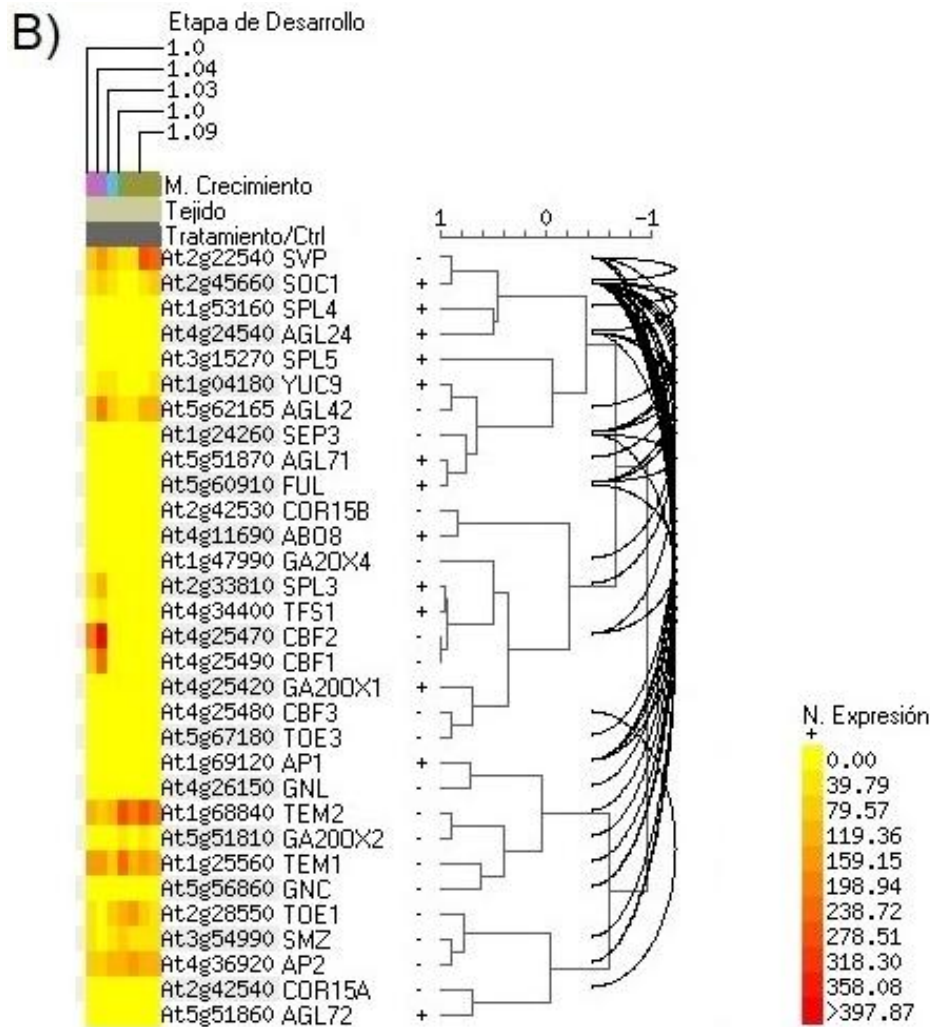 B)
Etapa de Desarrollo
1.0
1.04
1.03
1.0
1.09
M. Crecimiento
Tejido
Tratamiento/Ctrl
1 0 -1
At2g22540 SVP -
At2g45660 SOC1 +
At1g53160 SPL4 +
At4g24540 AGL24 +
At3g15270 SPL5 +
At1g04180 YUC9 +
At5g62165 AGL42 -
At1g24260 SEP3 -
At5g51870 AGL71 +
At5g60910 FUL +
At2g42530 COR15B -
At4g11690 ABO8 +
At1g47990 GA2OX4 -
At2g33810 SPL3 +
At4g34400 TFS1 +
At4g25470 CBF2 -
At4g25490 CBF1 -
At4g25420 GA20OX1 +
At4g25480 CBF3 -
At5g67180 TOE3 -
At1g69120 AP1 +
At4g26150 GNL -
At1g68840 TEM2 -
At5g51810 GA20OX2 -
At1g25560 TEM1 -
At5g56860 GNC -
At2g28550 TOE1 -
At3g54990 SMZ -
At4g36920 AP2 -
At2g42540 COR15A -
At5g51860 AGL72 +
N. Expresión
+
0.00
39.79
79.57
119.36
159.15
198.94
238.72
278.51
318.30
358.08
>397.87